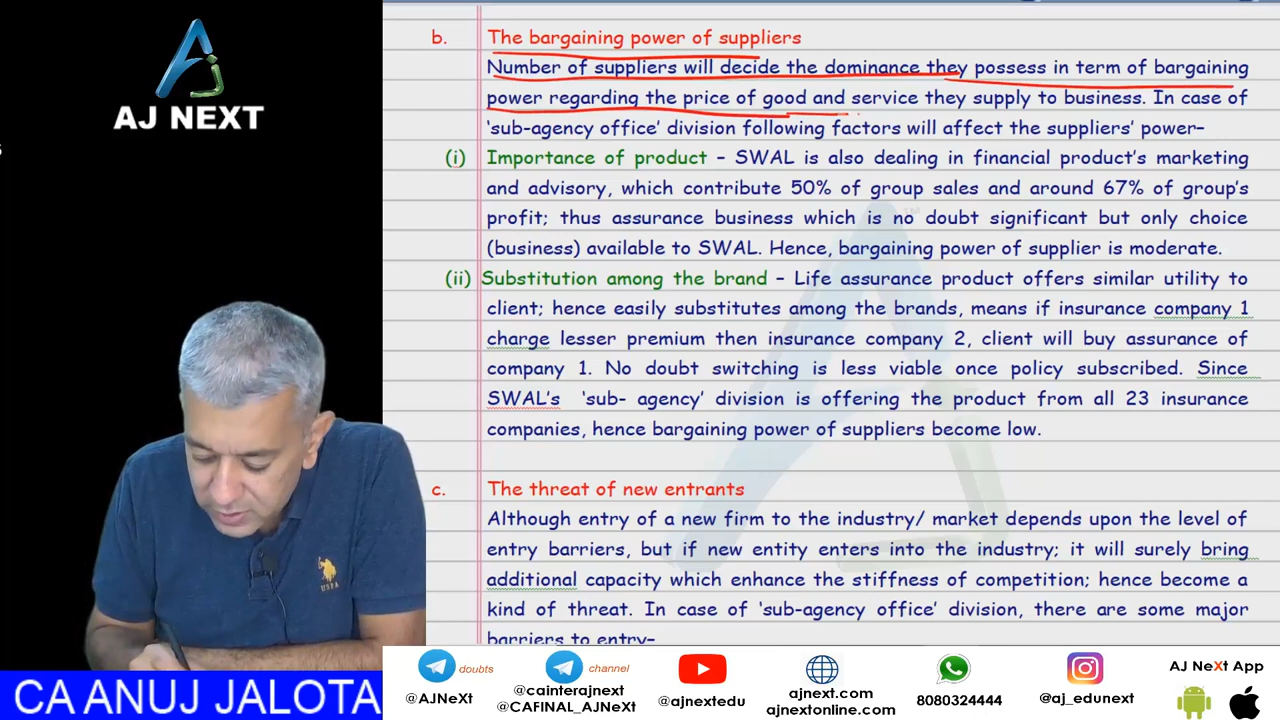 AJ NEXT
b. The bargaining power of suppliers
Number of suppliers will decide the dominance they possess in term of bargaining
power regarding the price of good and service they supply to business. In case of
‘sub-agency office’ division following factors will affect the suppliers’ power–
(i) Importance of product – SWAL is also dealing in financial product’s marketing
and advisory, which contribute 50% of group sales and around 67% of group’s
profit; thus assurance business which is no doubt significant but only choice
(business) available to SWAL. Hence, bargaining power of supplier is moderate.
(ii) Substitution among the brand – Life assurance product offers similar utility to
client; hence easily substitutes among the brands, means if insurance company 1
charge lesser premium then insurance company 2, client will buy assurance of
company 1. No doubt switching is less viable once policy subscribed. Since
SWAL’s ‘sub- agency’ division is offering the product from all 23 insurance
companies, hence bargaining power of suppliers become low.
c. The threat of new entrants
Although entry of a new firm to the industry/ market depends upon the level of
entry barriers, but if new entity enters into the industry; it will surely bring
additional capacity which enhance the stiffness of competition; hence become a
kind of threat. In case of ‘sub-agency office’ division, there are some major
barriers to entry–
USPA
CA ANUJ JALOTA
doubts
@AJNeXt
channel
@cainterajnext
@CAFINAL_AJNeXt
@ajnextedu
ajnext.com
ajnextonline.com
8080324444
@aj_edunext
AJ NeXt App